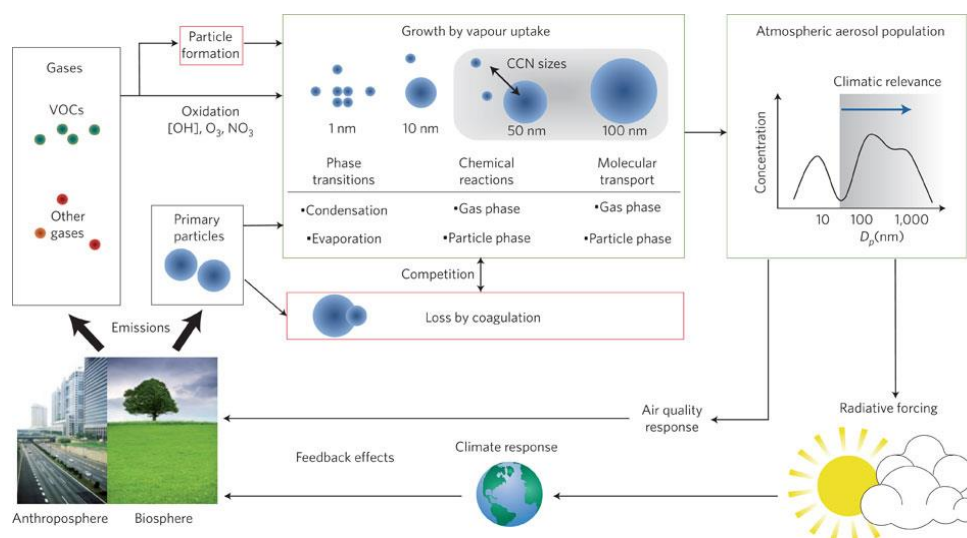 Gases
VOCs
Other
gases
Particle
formation
Oxidation
[OH], O₃, NO₃
Primary
particles
Emissions
Growth by vapour uptake
CCN sizes
1 nm
10 nm
50 nm
100 nm
Phase
transitions
Chemical
reactions
Molecular
transport
•Condensation
•Gas phase
•Gas phase
•Evaporation
•Particle phase
•Particle phase
Competition
Loss by coagulation
Atmospheric aerosol population
Climatic relevance
Concentration
10
100
1,000
Dₚ(nm)
Air quality
response
Radiative forcing
Climate response
Feedback effects
Anthroposphere
Biosphere